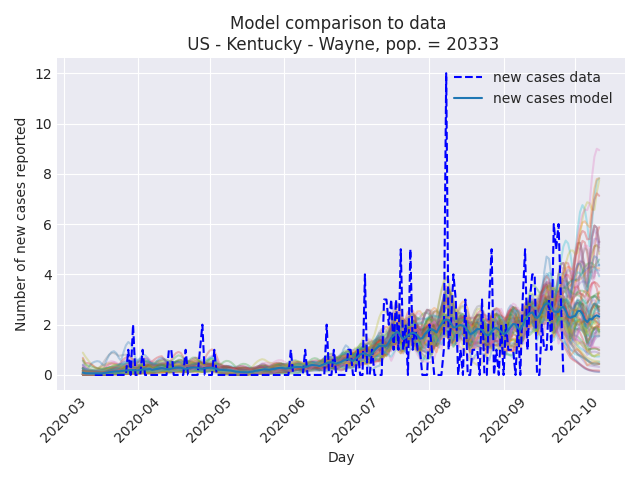 Model comparison to data
US - Kentucky - Wayne, pop. = 20333
new cases data
new cases model
Number of new cases reported
12
10
8
6
4
2
0
2020-03
2020-04
2020-05
2020-06
2020-07
2020-08
2020-09
2020-10
Day